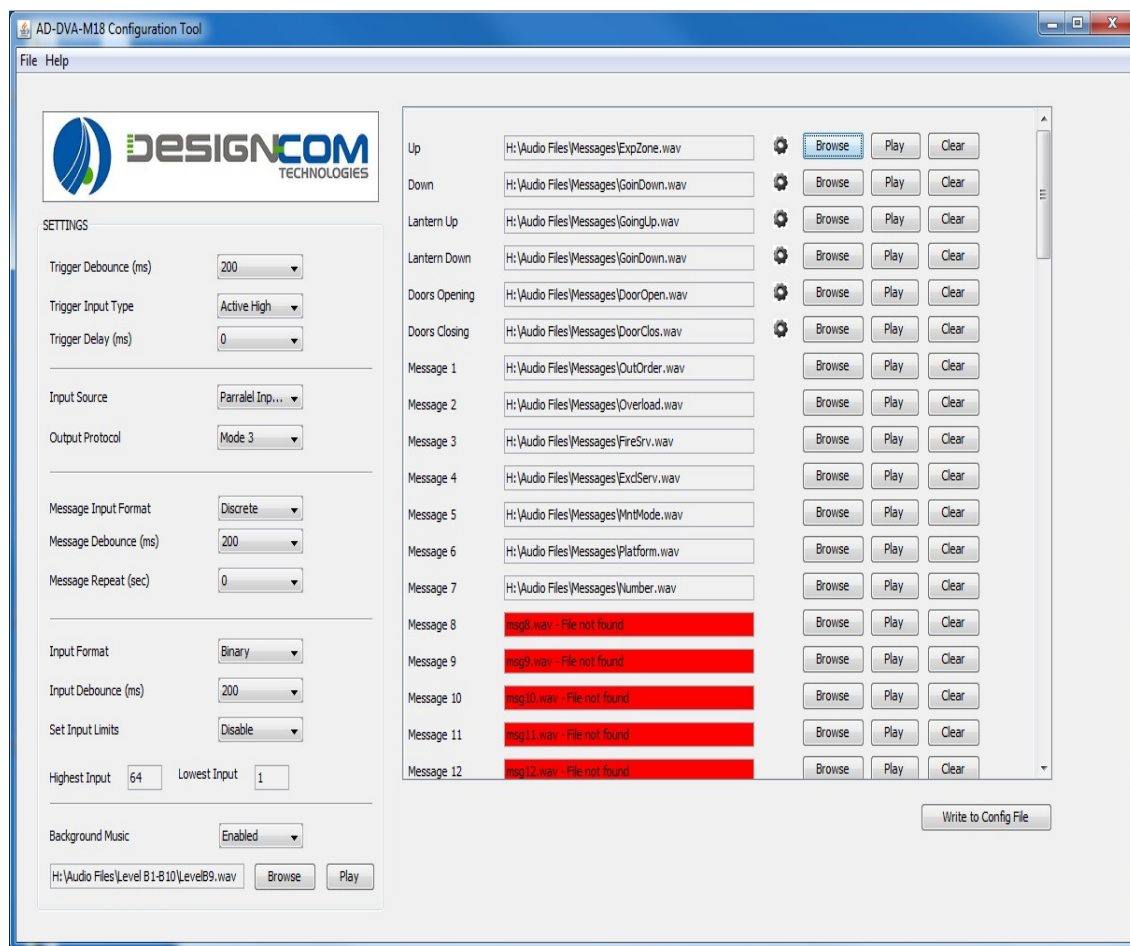 AD-DVA-M18 Configuration Tool
File Help
DESIGNCOM
TECHNOLOGIES
SETTINGS
Trigger Debounce (ms) 200
Trigger Input Type Active High
Trigger Delay (ms) 0
Input Source Parralel Inp...
Output Protocol Mode 3
Message Input Format Discrete
Message Debounce (ms) 200
Message Repeat (sec) 0
Input Format Binary
Input Debounce (ms) 200
Set Input Limits Disable
Highest Input 64 Lowest Input 1
Background Music Enabled
H:\Audio Files\Level B1-B10\LevelB9.wav Browse Play
Up H:\Audio Files\Messages\ExpZone.wav Browse Play Clear
Down H:\Audio Files\Messages\GoinDown.wav Browse Play Clear
Lantern Up H:\Audio Files\Messages\GoingUp.wav Browse Play Clear
Lantern Down H:\Audio Files\Messages\GoinDown.wav Browse Play Clear
Doors Opening H:\Audio Files\Messages\DoorOpen.wav Browse Play Clear
Doors Closing H:\Audio Files\Messages\DoorClos.wav Browse Play Clear
Message 1 H:\Audio Files\Messages\OutOrder.wav Browse Play Clear
Message 2 H:\Audio Files\Messages\Overload.wav Browse Play Clear
Message 3 H:\Audio Files\Messages\FireSrv.wav Browse Play Clear
Message 4 H:\Audio Files\Messages\ExclServ.wav Browse Play Clear
Message 5 H:\Audio Files\Messages\MntMode.wav Browse Play Clear
Message 6 H:\Audio Files\Messages\Platform.wav Browse Play Clear
Message 7 H:\Audio Files\Messages\Number.wav Browse Play Clear
Message 8 msg8.wav - File not found Browse Play Clear
Message 9 msg9.wav - File not found Browse Play Clear
Message 10 msg10.wav - File not found Browse Play Clear
Message 11 msg11.wav - File not found Browse Play Clear
Message 12 msg12.wav - File not found Browse Play Clear
Write to Config File